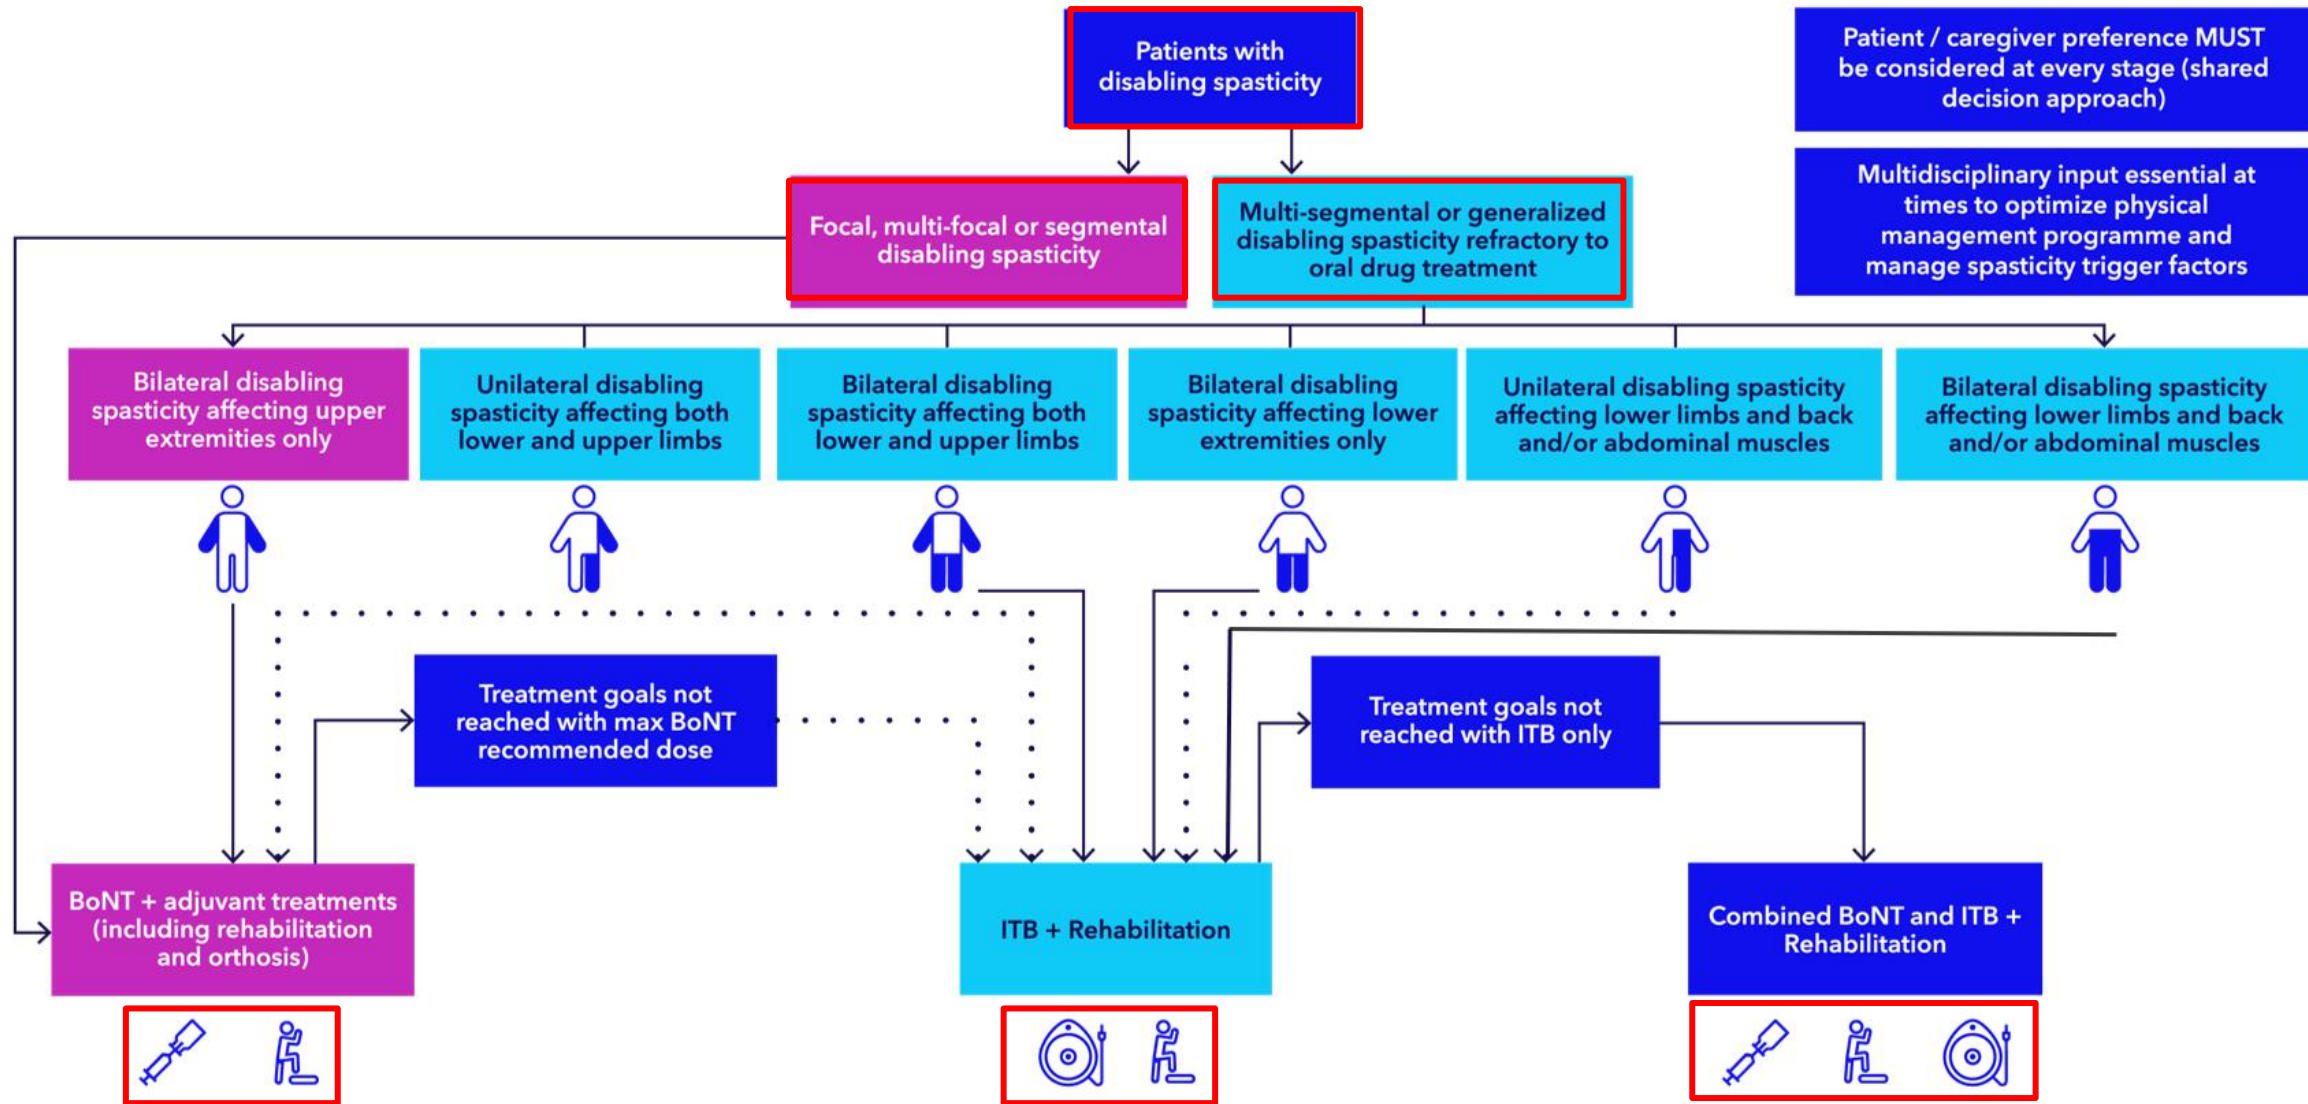 Patients with
disabling spasticity
Patient / caregiver preference MUST
be considered at every stage (shared
decision approach)
Multidisciplinary input essential at
times to optimize physical
management programme and
manage spasticity trigger factors
Focal, multi-focal or segmental
disabling spasticity
Multi-segmental or generalized
disabling spasticity refractory to
oral drug treatment
Bilateral disabling
spasticity affecting upper
extremities only
Unilateral disabling
spasticity affecting both
lower and upper limbs
Bilateral disabling
spasticity affecting both
lower and upper limbs
Bilateral disabling
spasticity affecting lower
extremities only
Unilateral disabling spasticity
affecting lower limbs and back
and/or abdominal muscles
Bilateral disabling spasticity
affecting lower limbs and back
and/or abdominal muscles
Treatment goals not
reached with max BoNT
recommended dose
Treatment goals not
reached with ITB only
BoNT + adjuvant treatments
(including rehabilitation
and orthosis)
ITB + Rehabilitation
Combined BoNT and ITB +
Rehabilitation